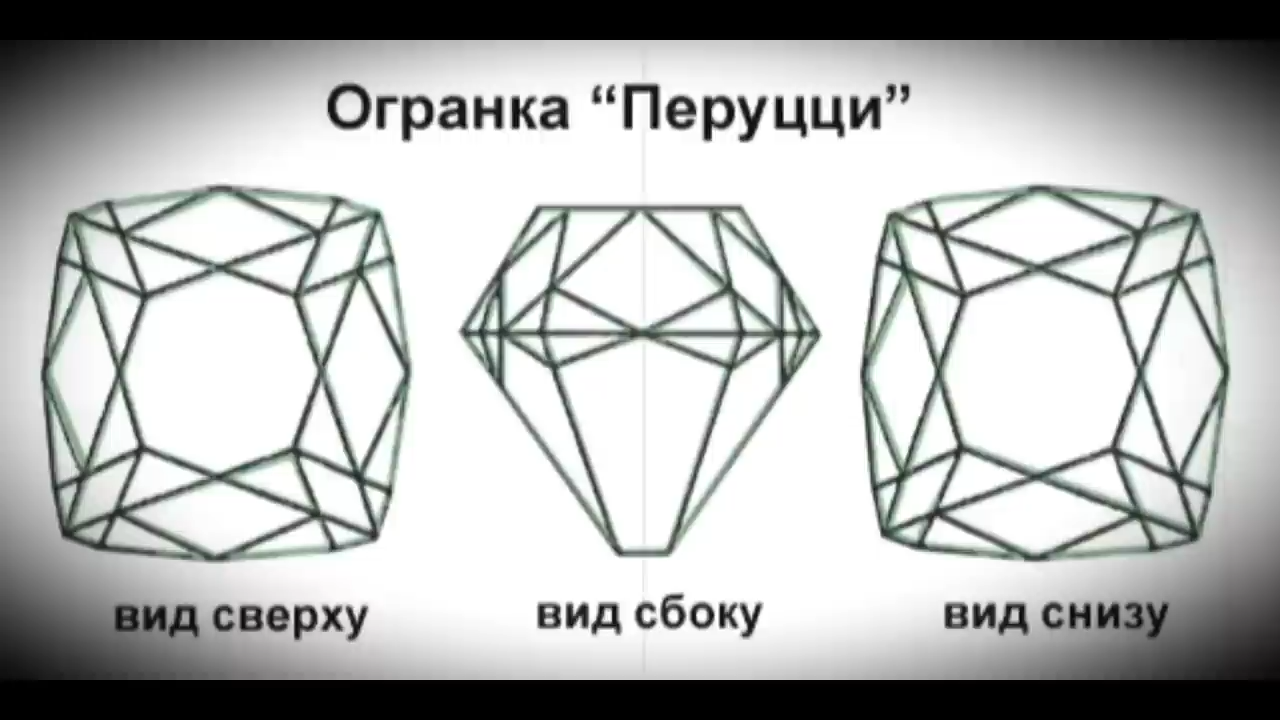 Огранка “Перуцци”
вид сверху
вид сбоку
вид снизу